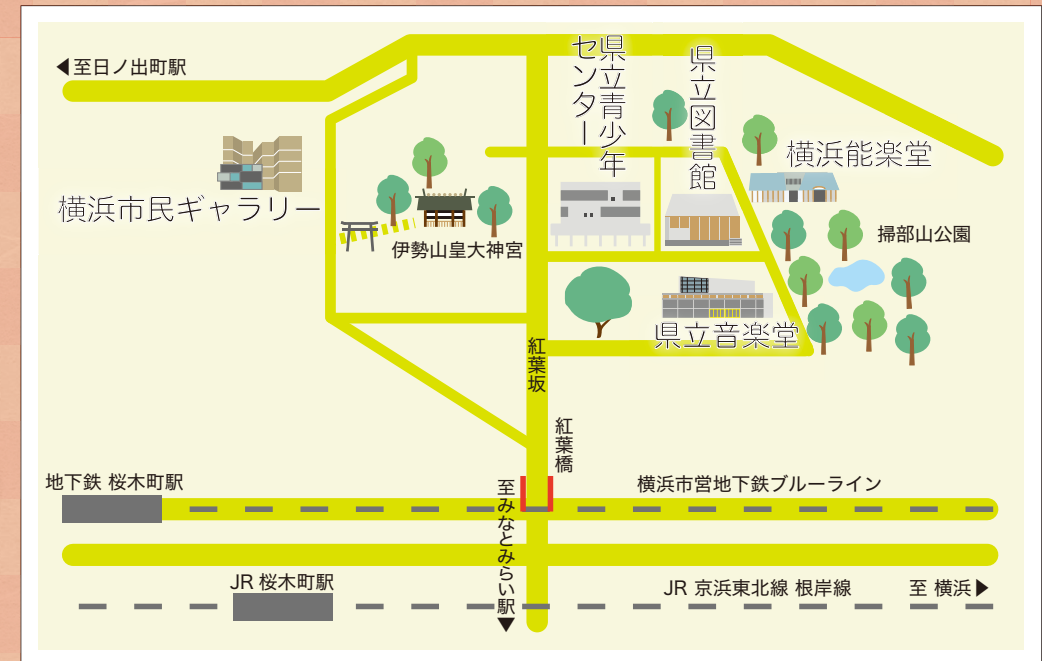 ◀至日ノ出町駅
県立青少年
センター
県立図書館
横浜能楽堂
横浜市民ギャラリー
伊勢山皇大神宮
掃部山公園
県立音楽堂
紅葉坂
紅葉橋
地下鉄 桜木町駅
至みなとみらい駅▼
横浜市営地下鉄ブルーライン
JR 桜木町駅
JR 京浜東北線 根岸線
至 横浜▶